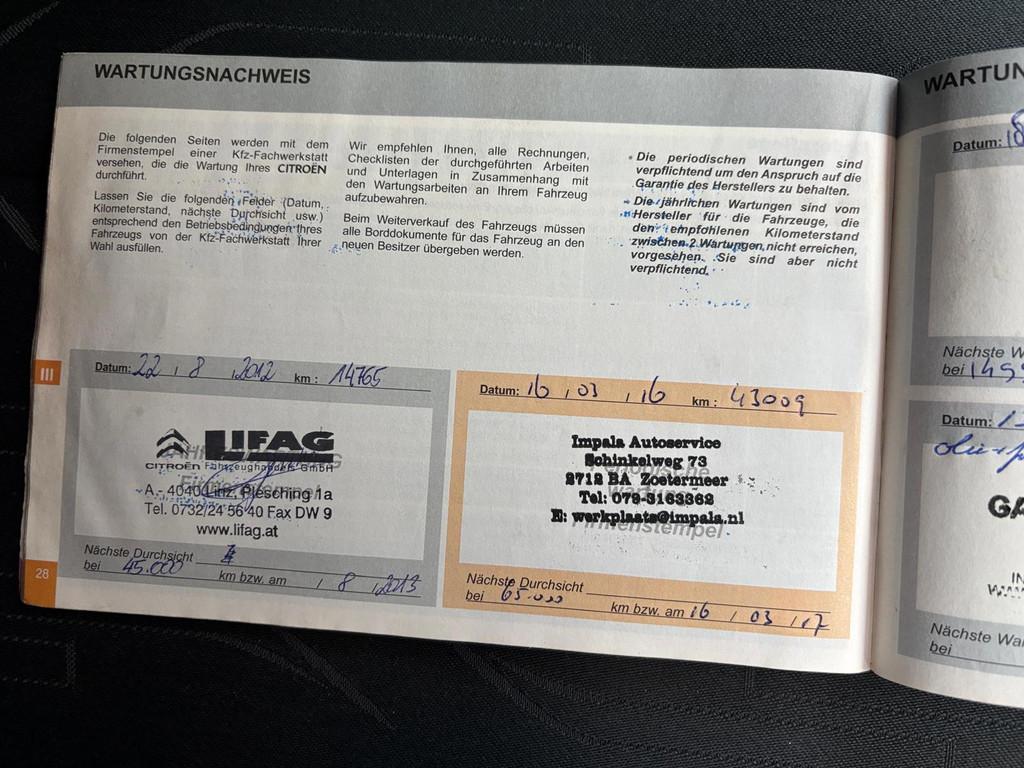 WARTUNGSNACHWEIS
Die folgenden Seiten werden mit dem
Firmenstempel einer Kfz-Fachwerkstatt
versehen, die die Wartung Ihres CITROËN
durchführt.
Lassen Sie die folgenden Felder (Datum,
Kilometerstand, nächste Durchsicht usw.)
entsprechend den Betriebsbedingungen Ihres
Fahrzeugs von der Kfz-Fachwerkstatt Ihrer
Wahl ausfüllen.
Wir empfehlen Ihnen, alle Rechnungen,
Checklisten der durchgeführten Arbeiten
und Unterlagen in Zusammenhang mit
den Wartungsarbeiten an Ihrem Fahrzeug
aufzubewahren.
Beim Weiterverkauf des Fahrzeugs müssen
alle Borddokumente für das Fahrzeug an den
neuen Besitzer übergeben werden.
Die periodischen Wartungen sind
verpflichtend um den Anspruch auf die
Garantie des Herstellers zu behalten.
Die jährlichen Wartungen sind vom
Hersteller für die Fahrzeuge, die
den empfohlenen Kilometerstand
zwischen 2 Wartungen nicht erreichen,
vorgesehen. Sie sind aber nicht
verpflichtend.
III
Datum: 22 , 8 , 2012 km : 14765
LIFAG
CITROËN Fahrzeughandels GmbH
Firmenstempel
A - 4040 Linz, Plesching 1a
Tel. 0732/24 56 40 Fax DW 9
www.lifag.at
Nächste Durchsicht
bei 45.000 km bzw. am , 8 , 2013
28
Datum: 16 , 03 , 16 km : 43009
Impala Autoservice
Schinkelweg 73
Periodische
2718 BA Zoetermeer
Wartung
Tel: 079-3163362
E: werkplaats@impala.nl
Firmenstempel
Nächste Durchsicht
bei 65.000 km bzw. am 16 , 03 , 17
WARTUN
Datum:
Nächste W
bei 1499
Datum:
GA
Nächste Wa
bei